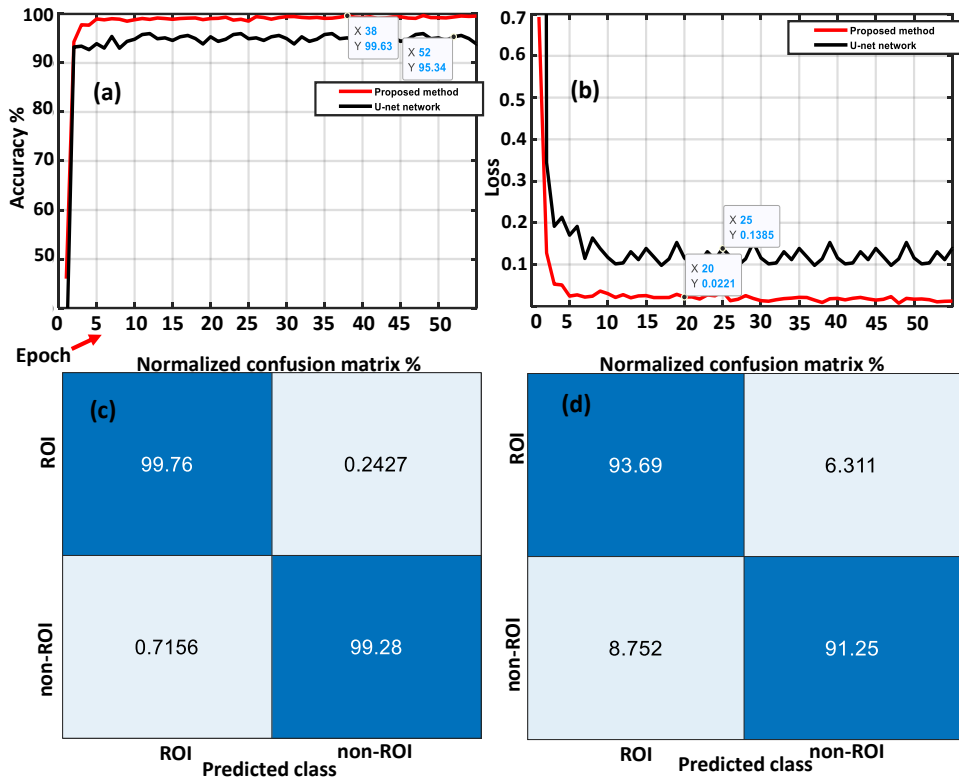 100
90
80
70
60
50
Accuracy %
(a)
X 38
Y 99.63
X 52
Y 95.34
Proposed method
U-net network
0 5 10 15 20 25 30 35 40 45 50
Epoch
0.7
0.6
0.5
0.4
0.3
0.2
0.1
Loss
(b)
Proposed method
U-net network
X 25
Y 0.1385
X 20
Y 0.0221
0 5 10 15 20 25 30 35 40 45 50
Normalized confusion matrix %
(c)
ROI
99.76 0.2427
non-ROI
0.7156 99.28
ROI non-ROI
Predicted class
Normalized confusion matrix %
(d)
ROI
93.69 6.311
non-ROI
8.752 91.25
ROI non-ROI
Predicted class